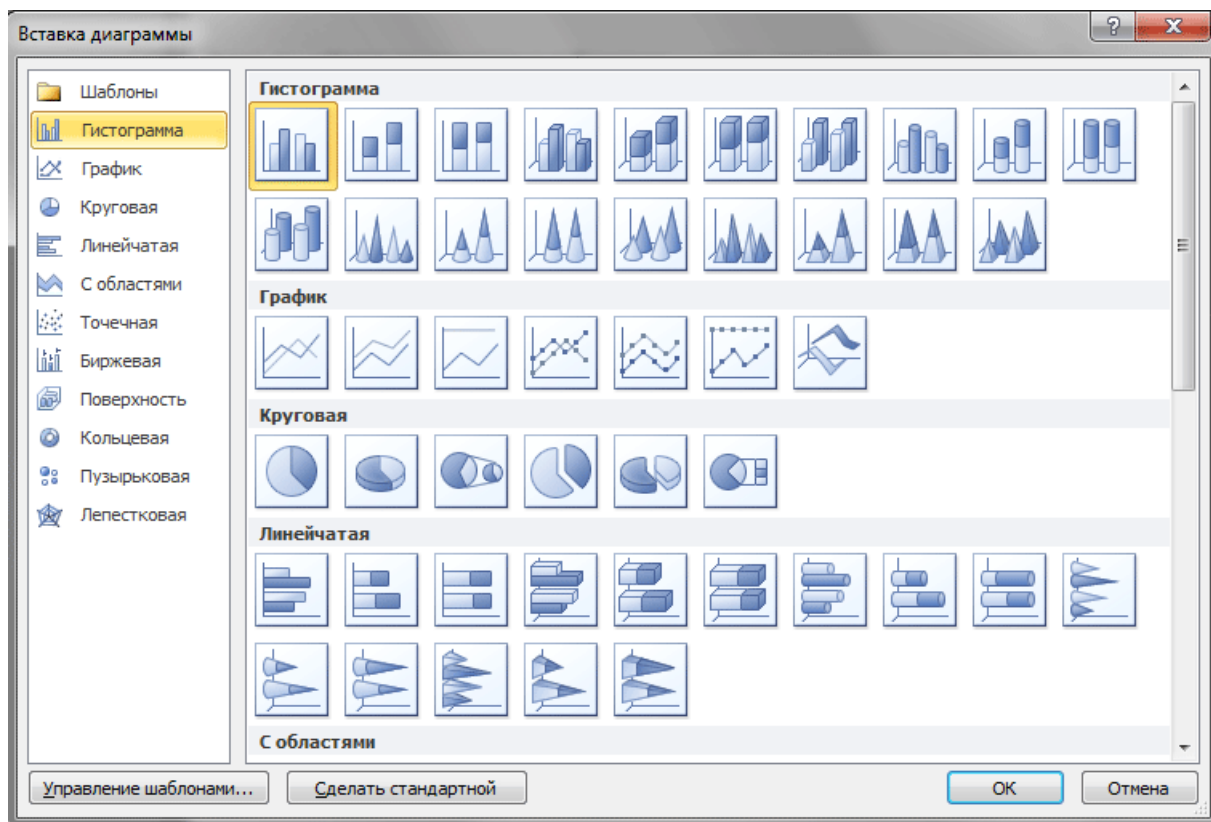 Вставка диаграммы
Шаблоны
Гистограмма
График
Круговая
Линейчатая
С областями
Точечная
Биржевая
Поверхность
Кольцевая
Пузырьковая
Лепестковая
Гистограмма
График
Круговая
Линейчатая
С областями
Управление шаблонами...
Сделать стандартной
ОК
Отмена